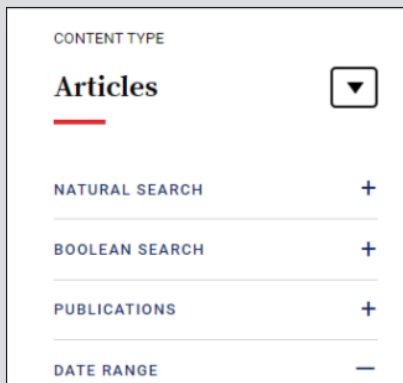 CONTENT TYPE
Articles
NATURAL SEARCH +
BOOLEAN SEARCH +
PUBLICATIONS +
DATE RANGE —